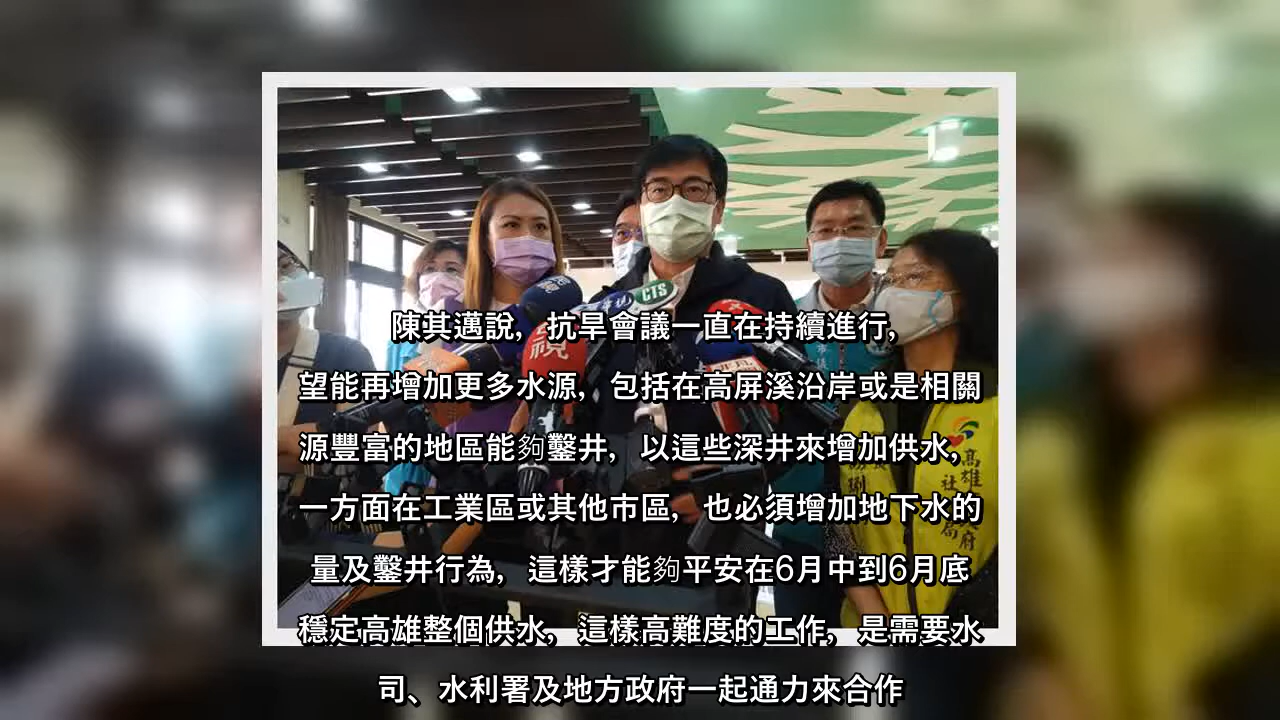 CTS
視
陳其邁說，抗旱會議一直在持續進行，
望能再增加更多水源，包括在高屏溪沿岸或是相關
源豐富的地區能夠鑿井，以這些深井來增加供水，
一方面在工業區或其他市區，也必須增加地下水的
量及鑿井行為，這樣才能夠平安在6月中到6月底
穩定高雄整個供水，這樣高難度的工作，是需要水
司、水利署及地方政府一起通力來合作
高雄
府
社
局